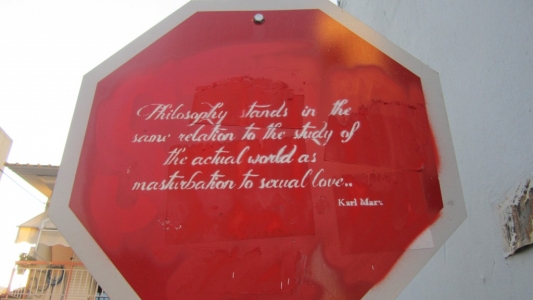 Philosophy stands in the
same relation to the study of
the actual world as
masturbation to sexual love..
Karl Marx